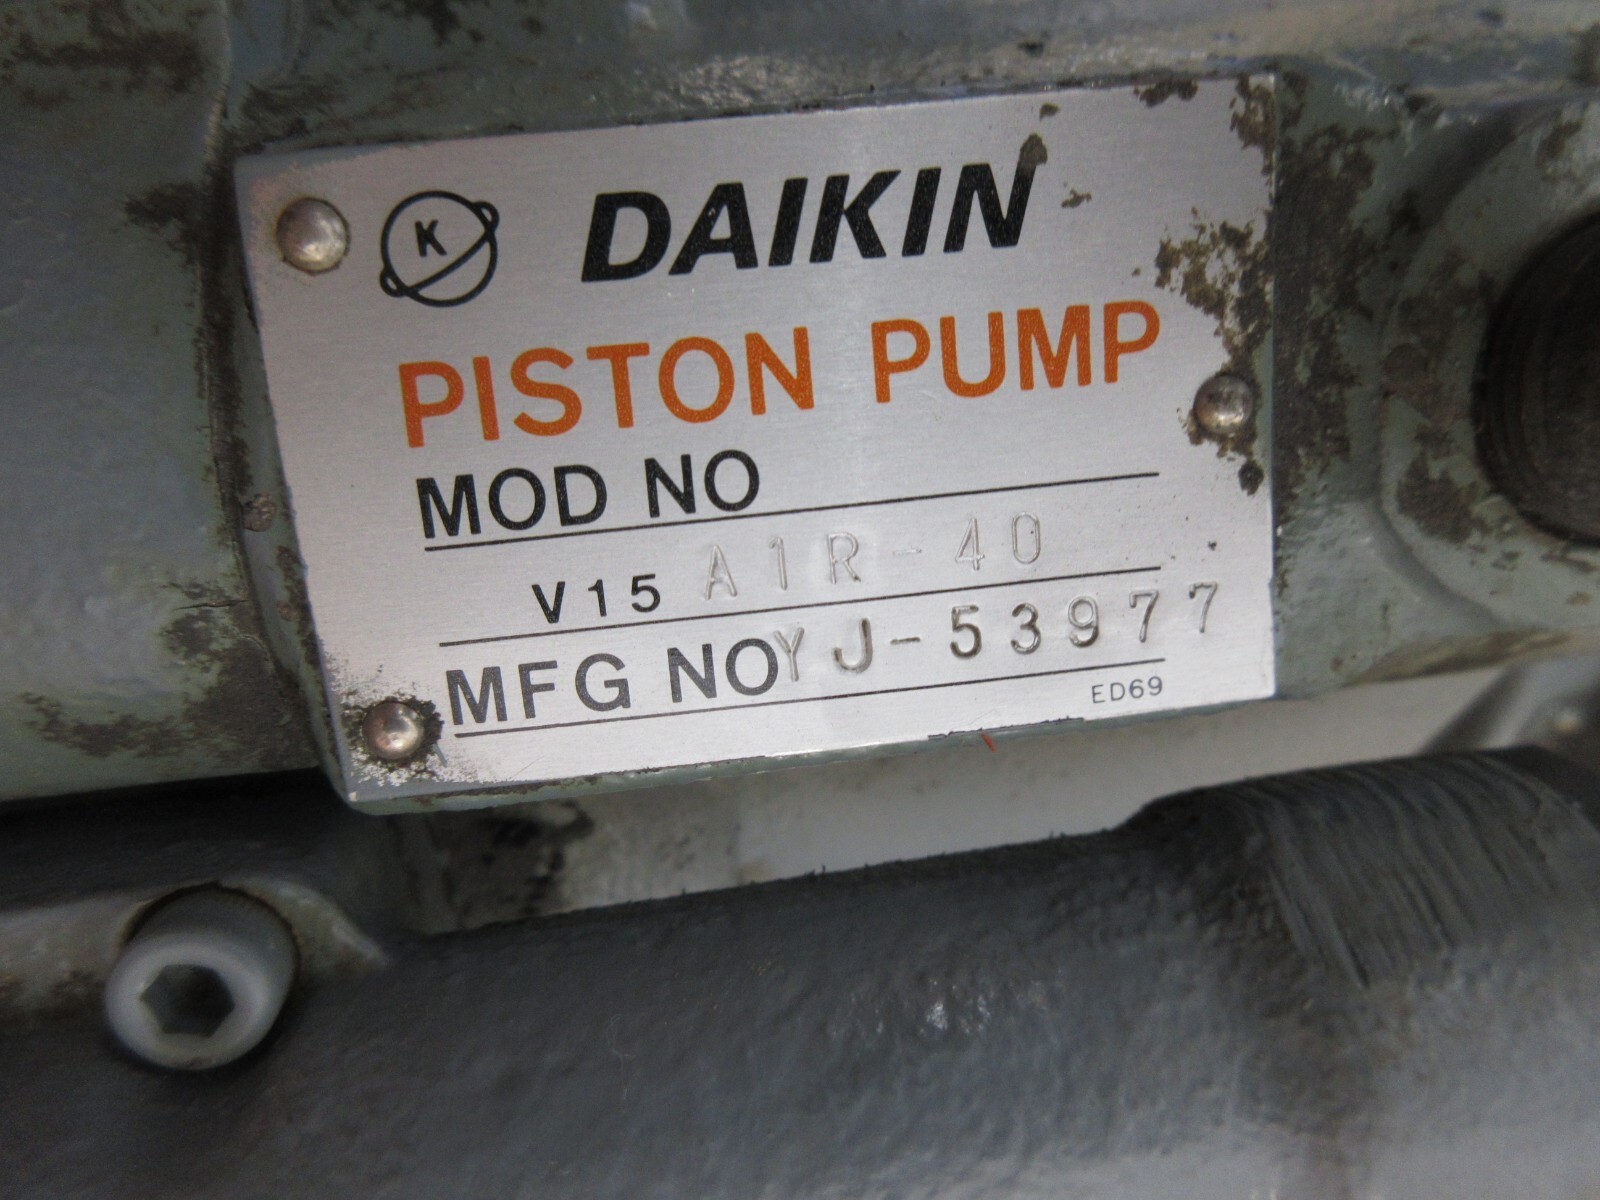 K DAIKIN
PISTON PUMP
MOD NO
V15 A1R-40
MFG NO YJ-53977
ED69